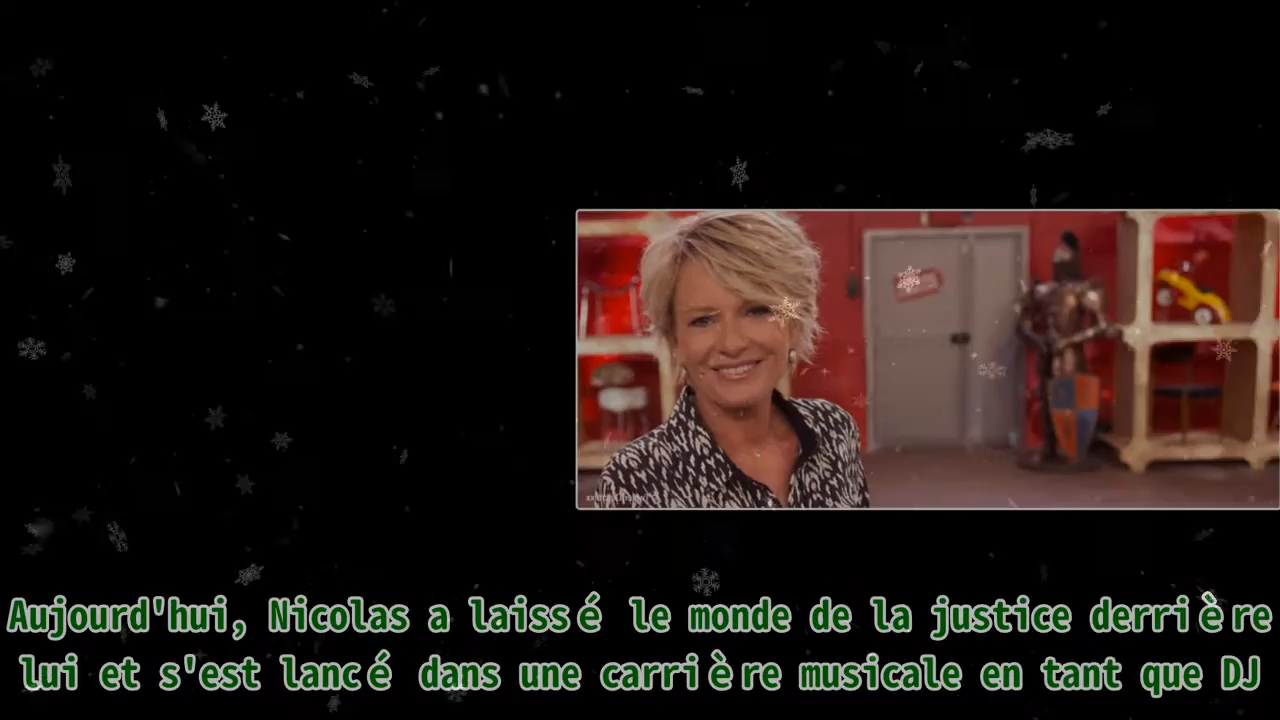 Aujourd'hui, Nicolas a laissé le monde de la justice derrière
lui et s'est lancé dans une carrière musicale en tant que DJ